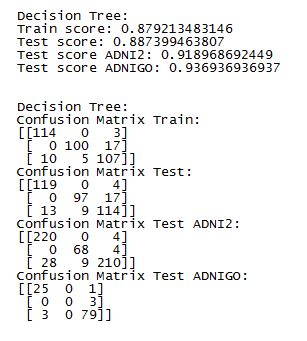 Decision Tree:
Train score: 0.879213483146
Test score: 0.887399463807
Test score ADNI2: 0.918968692449
Test score ADNIGO: 0.936936936937
Decision Tree:
Confusion Matrix Train:
[[114 0 3]
[ 0 100 17]
[ 10 5 107]]
Confusion Matrix Test:
[[119 0 4]
[ 0 97 17]
[ 13 9 114]]
Confusion Matrix Test ADNI2:
[[220 0 4]
[ 0 68 4]
[ 28 9 210]]
Confusion Matrix Test ADNIGO:
[[25 0 1]
[ 0 0 3]
[ 3 0 79]]